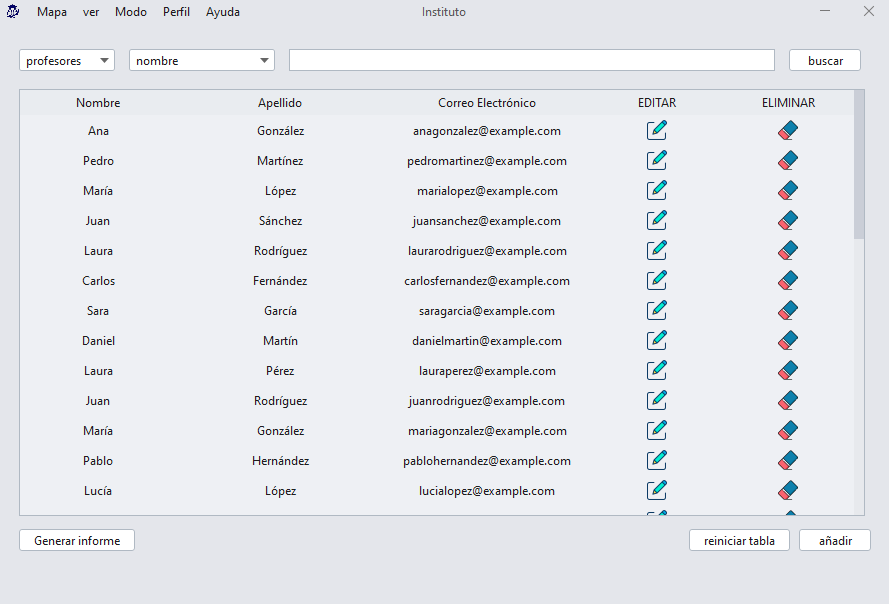 Mapa ver Modo Perfil Ayuda Instituto
profesores nombre buscar
Nombre Apellido Correo Electrónico EDITAR ELIMINAR
Ana González anagonzalez@example.com
Pedro Martínez pedromartinez@example.com
María López marialopez@example.com
Juan Sánchez juansanchez@example.com
Laura Rodríguez laurarodriguez@example.com
Carlos Fernández carlosfernandez@example.com
Sara García saragarcia@example.com
Daniel Martín danielmartin@example.com
Laura Pérez lauraperez@example.com
Juan Rodríguez juanrodriguez@example.com
María González mariagonzalez@example.com
Pablo Hernández pablohernandez@example.com
Lucía López lucialopez@example.com
Generar informe reiniciar tabla añadir